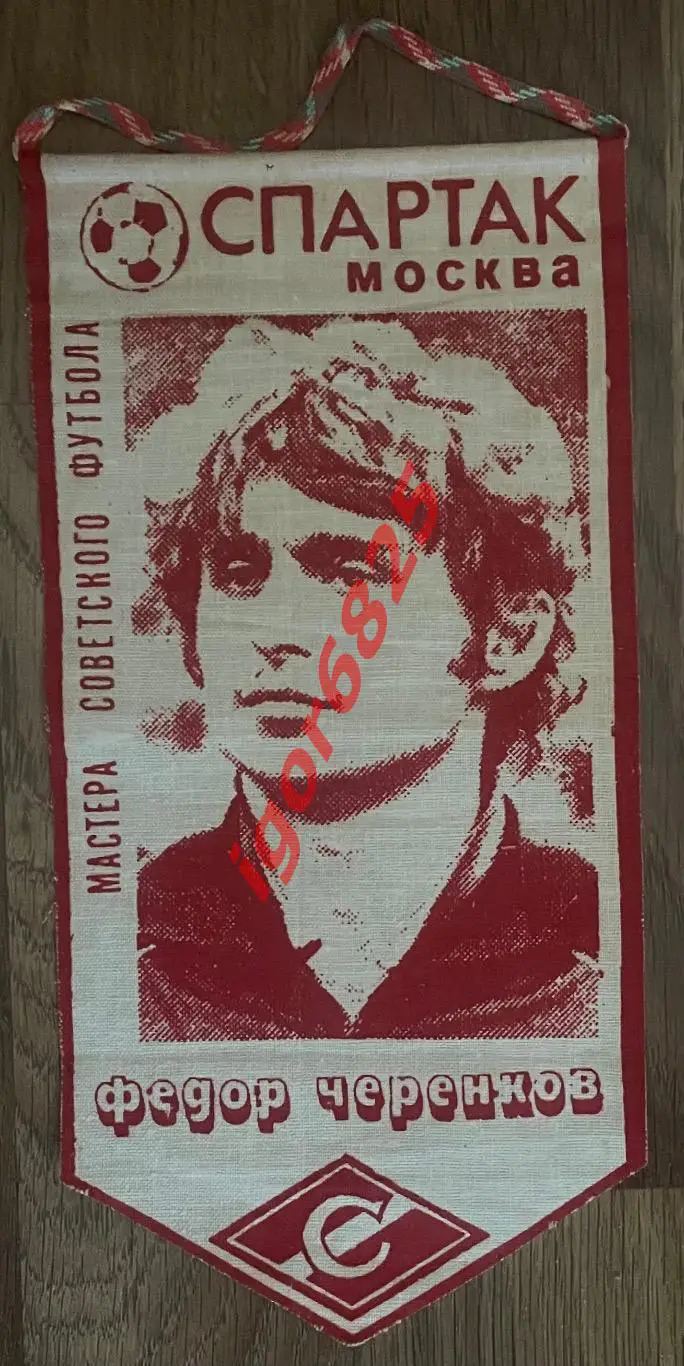 СПАРТАК
МОСКВа
МАСТЕРА СОВЕТСКОГО ФУТБОЛА
igor6825
федор черенков
С